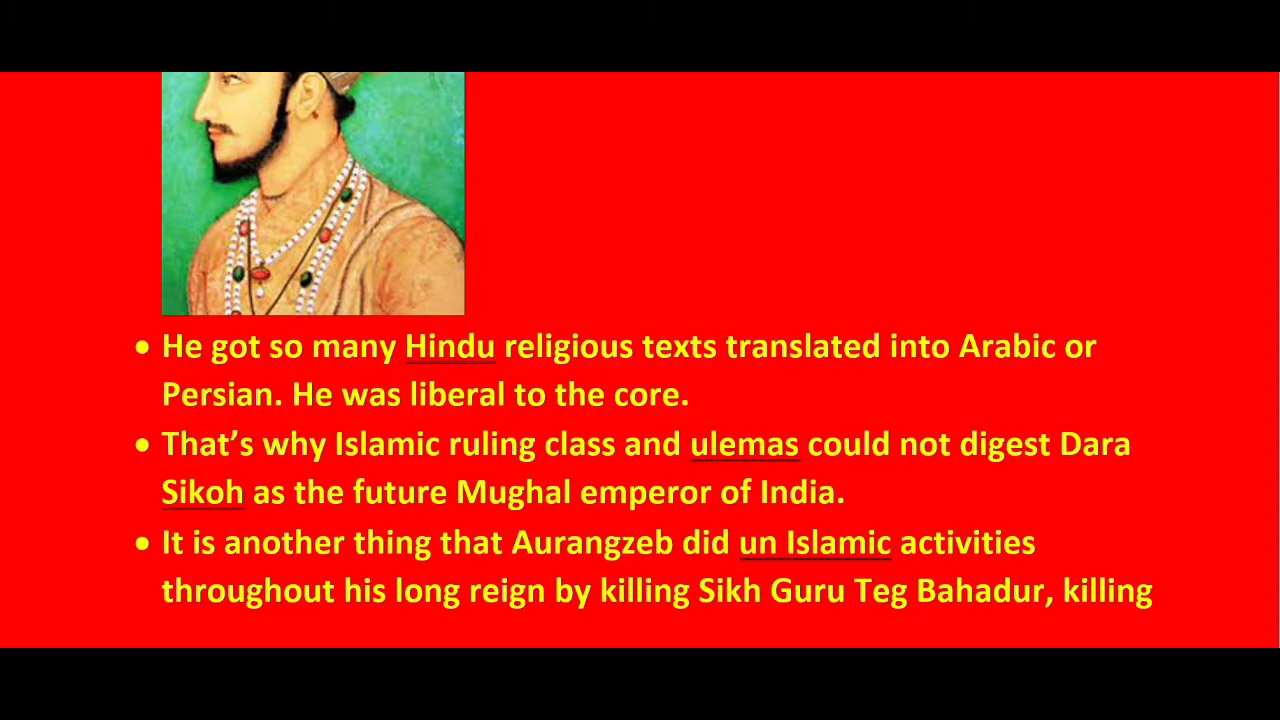 • He got so many Hindu religious texts translated into Arabic or
Persian. He was liberal to the core.
• That's why Islamic ruling class and ulemas could not digest Dara
Sikoh as the future Mughal emperor of India.
• It is another thing that Aurangzeb did un Islamic activities
throughout his long reign by killing Sikh Guru Teg Bahadur, killing